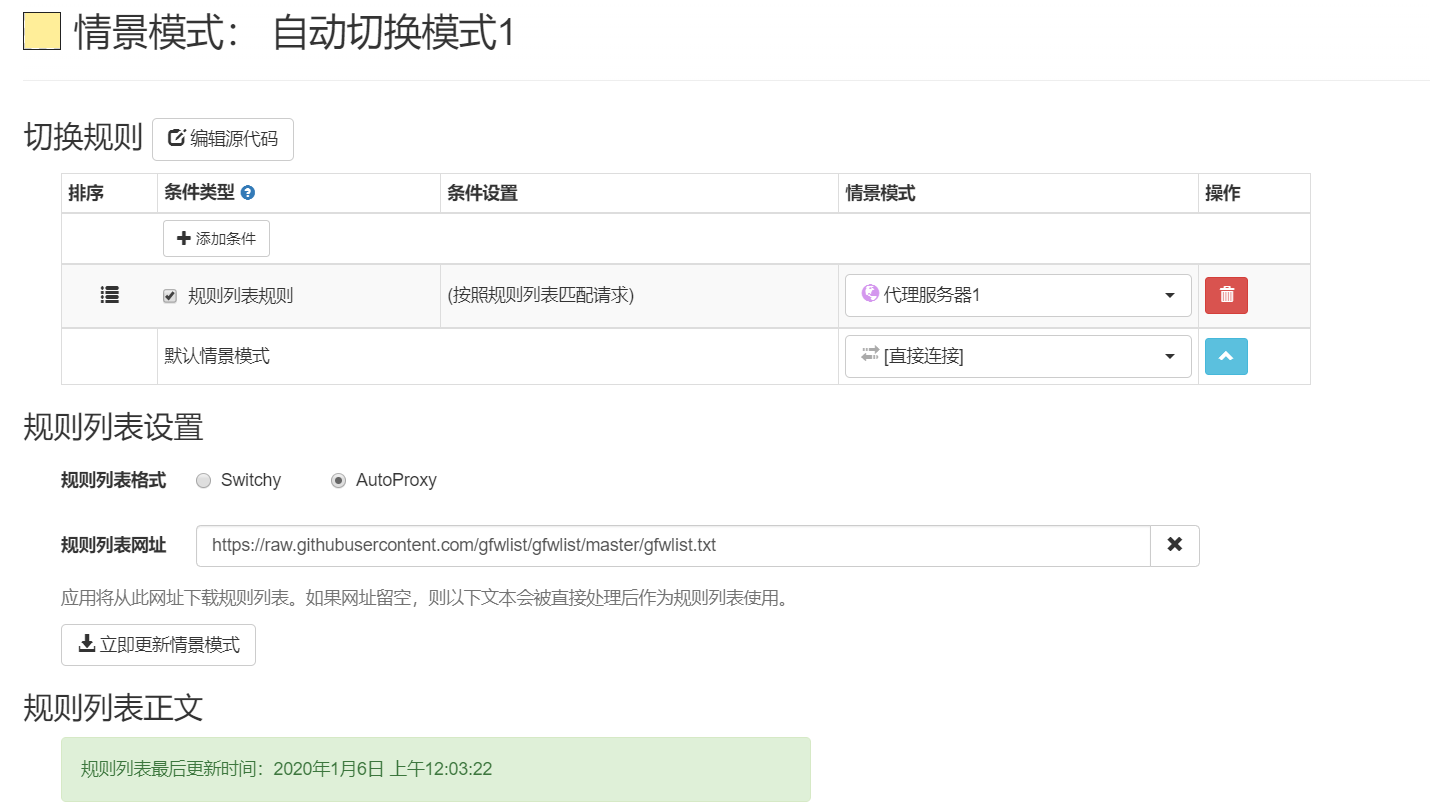 情景模式： 自动切换模式1
切换规则 编辑源代码
排序 条件类型 条件设置 情景模式 操作
添加条件
规则列表规则 (按照规则列表匹配请求) 代理服务器1
默认情景模式 [直接连接]
规则列表设置
规则列表格式 Switchy AutoProxy
规则列表网址 https://raw.githubusercontent.com/gfwlist/gfwlist/master/gfwlist.txt
应用将从此网址下载规则列表。如果网址留空，则以下文本会被直接处理后作为规则列表使用。
立即更新情景模式
规则列表正文
规则列表最后更新时间：2020年1月6日 上午12:03:22